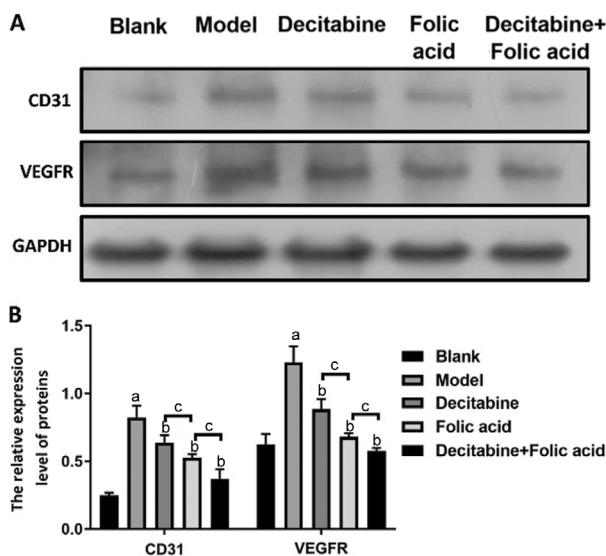 A
Blank Model Decitabine Folic acid Decitabine+ Folic acid
CD31
VEGFR
GAPDH
B
The relative expression
level of proteins
1.5
1.0
0.5
0.0
a
b
c
b
c
b
a
b
c
b
c
b
CD31 VEGFR
Blank
Model
Decitabine
Folic acid
Decitabine+Folic acid